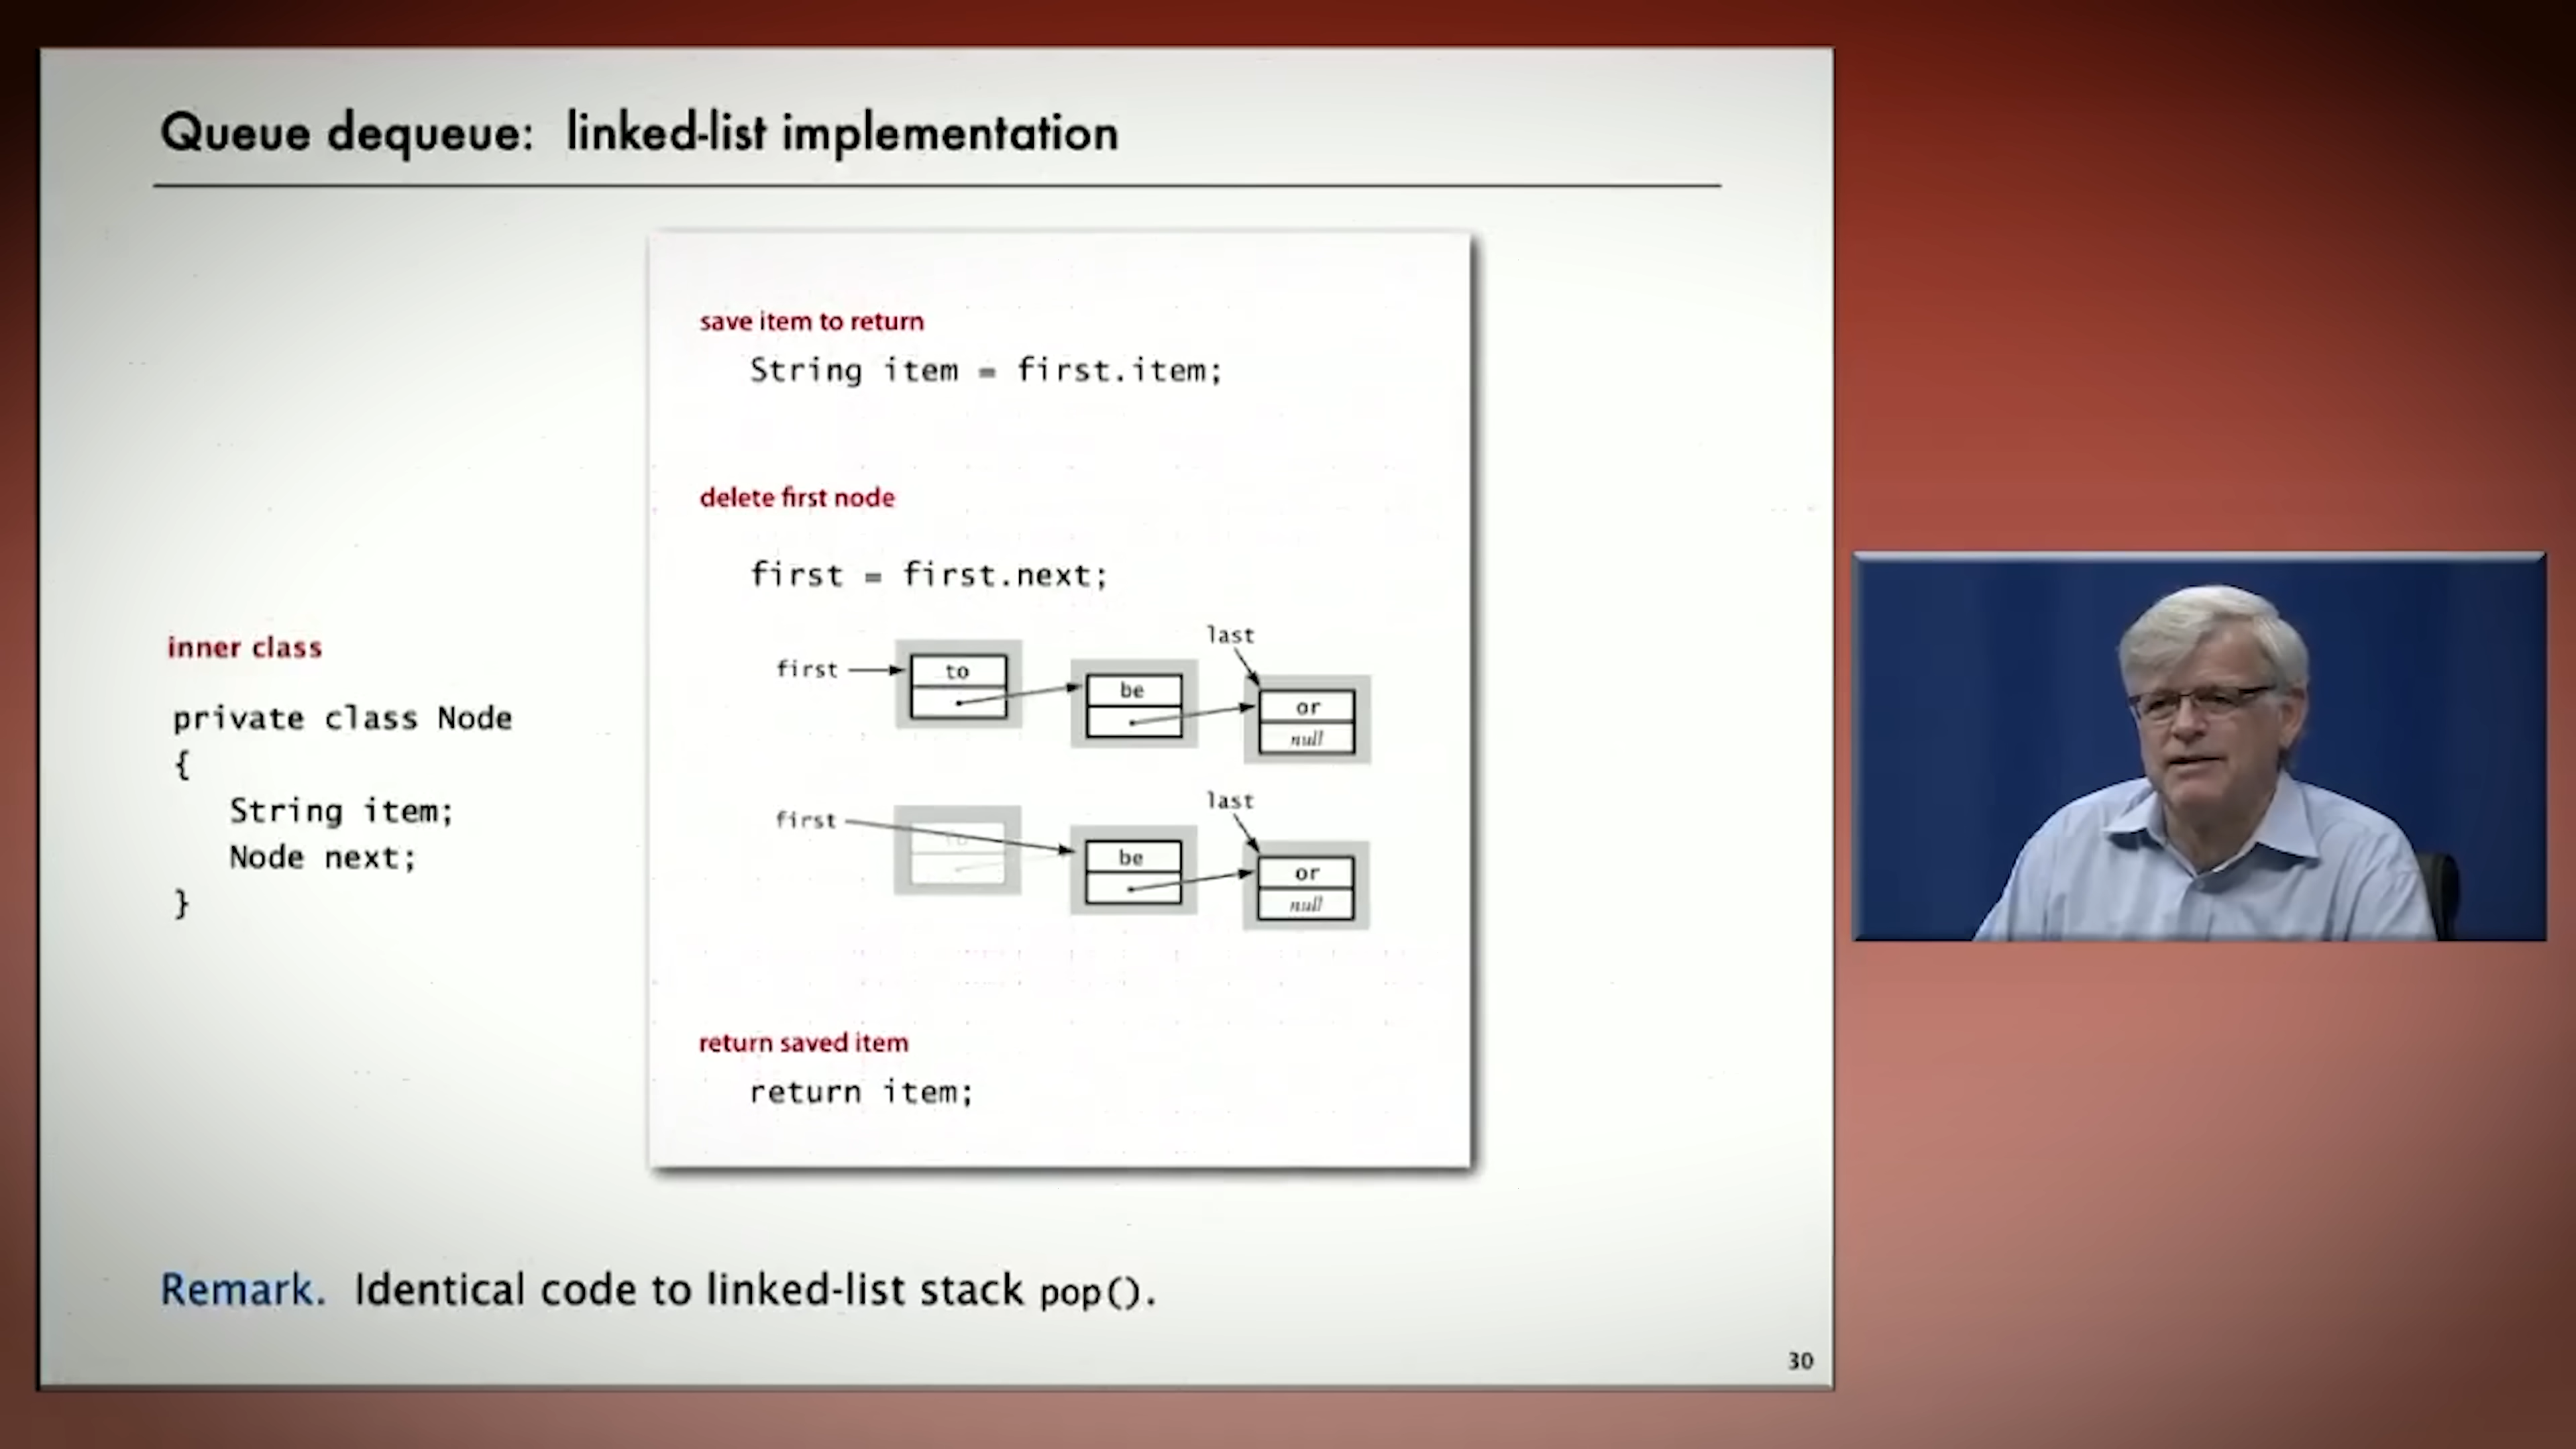 Queue dequeue: linked-list implementation
save item to return
String item = first.item;
delete first node
first = first.next;
inner class
private class Node
{
String item;
Node next;
}
last
first
to
be
or
null
last
first
to
be
or
null
return saved item
return item;
Remark. Identical code to linked-list stack pop().
30